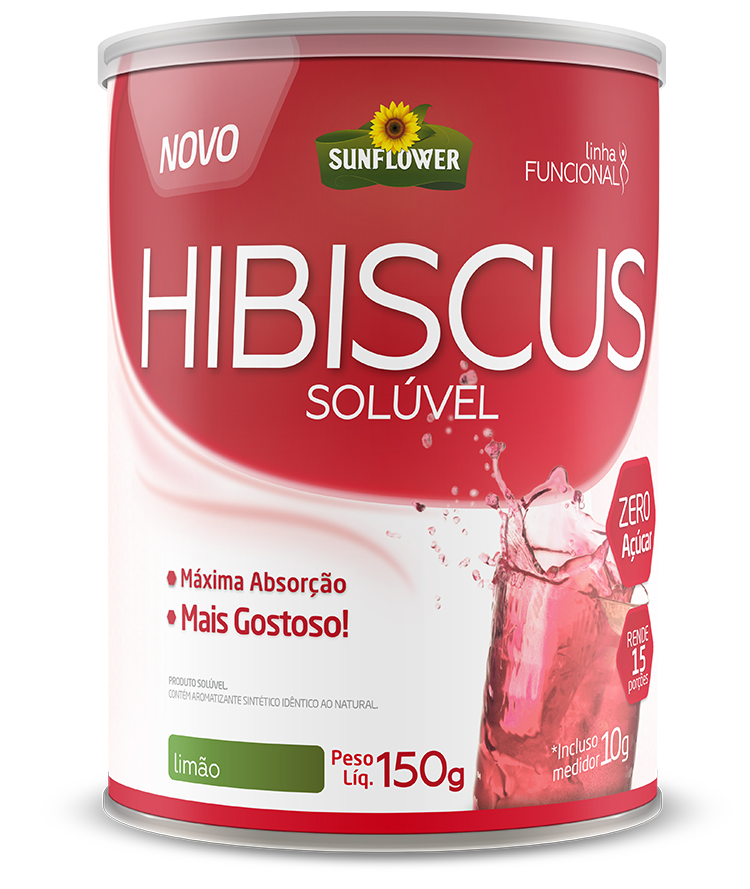 NOVO
SUNFLOWER
linha
FUNCIONAL
HIBISCUS
SOLÚVEL
ZERO
Açúcar
• Máxima Absorção
• Mais Gostoso!
RENDE
15
porções
PRODUTO SOLÚVEL.
CONTÉM AROMATIZANTE SINTÉTICO IDÊNTICO AO NATURAL.
limão
Peso
Líq. 150g
*Incluso
medidor 10g